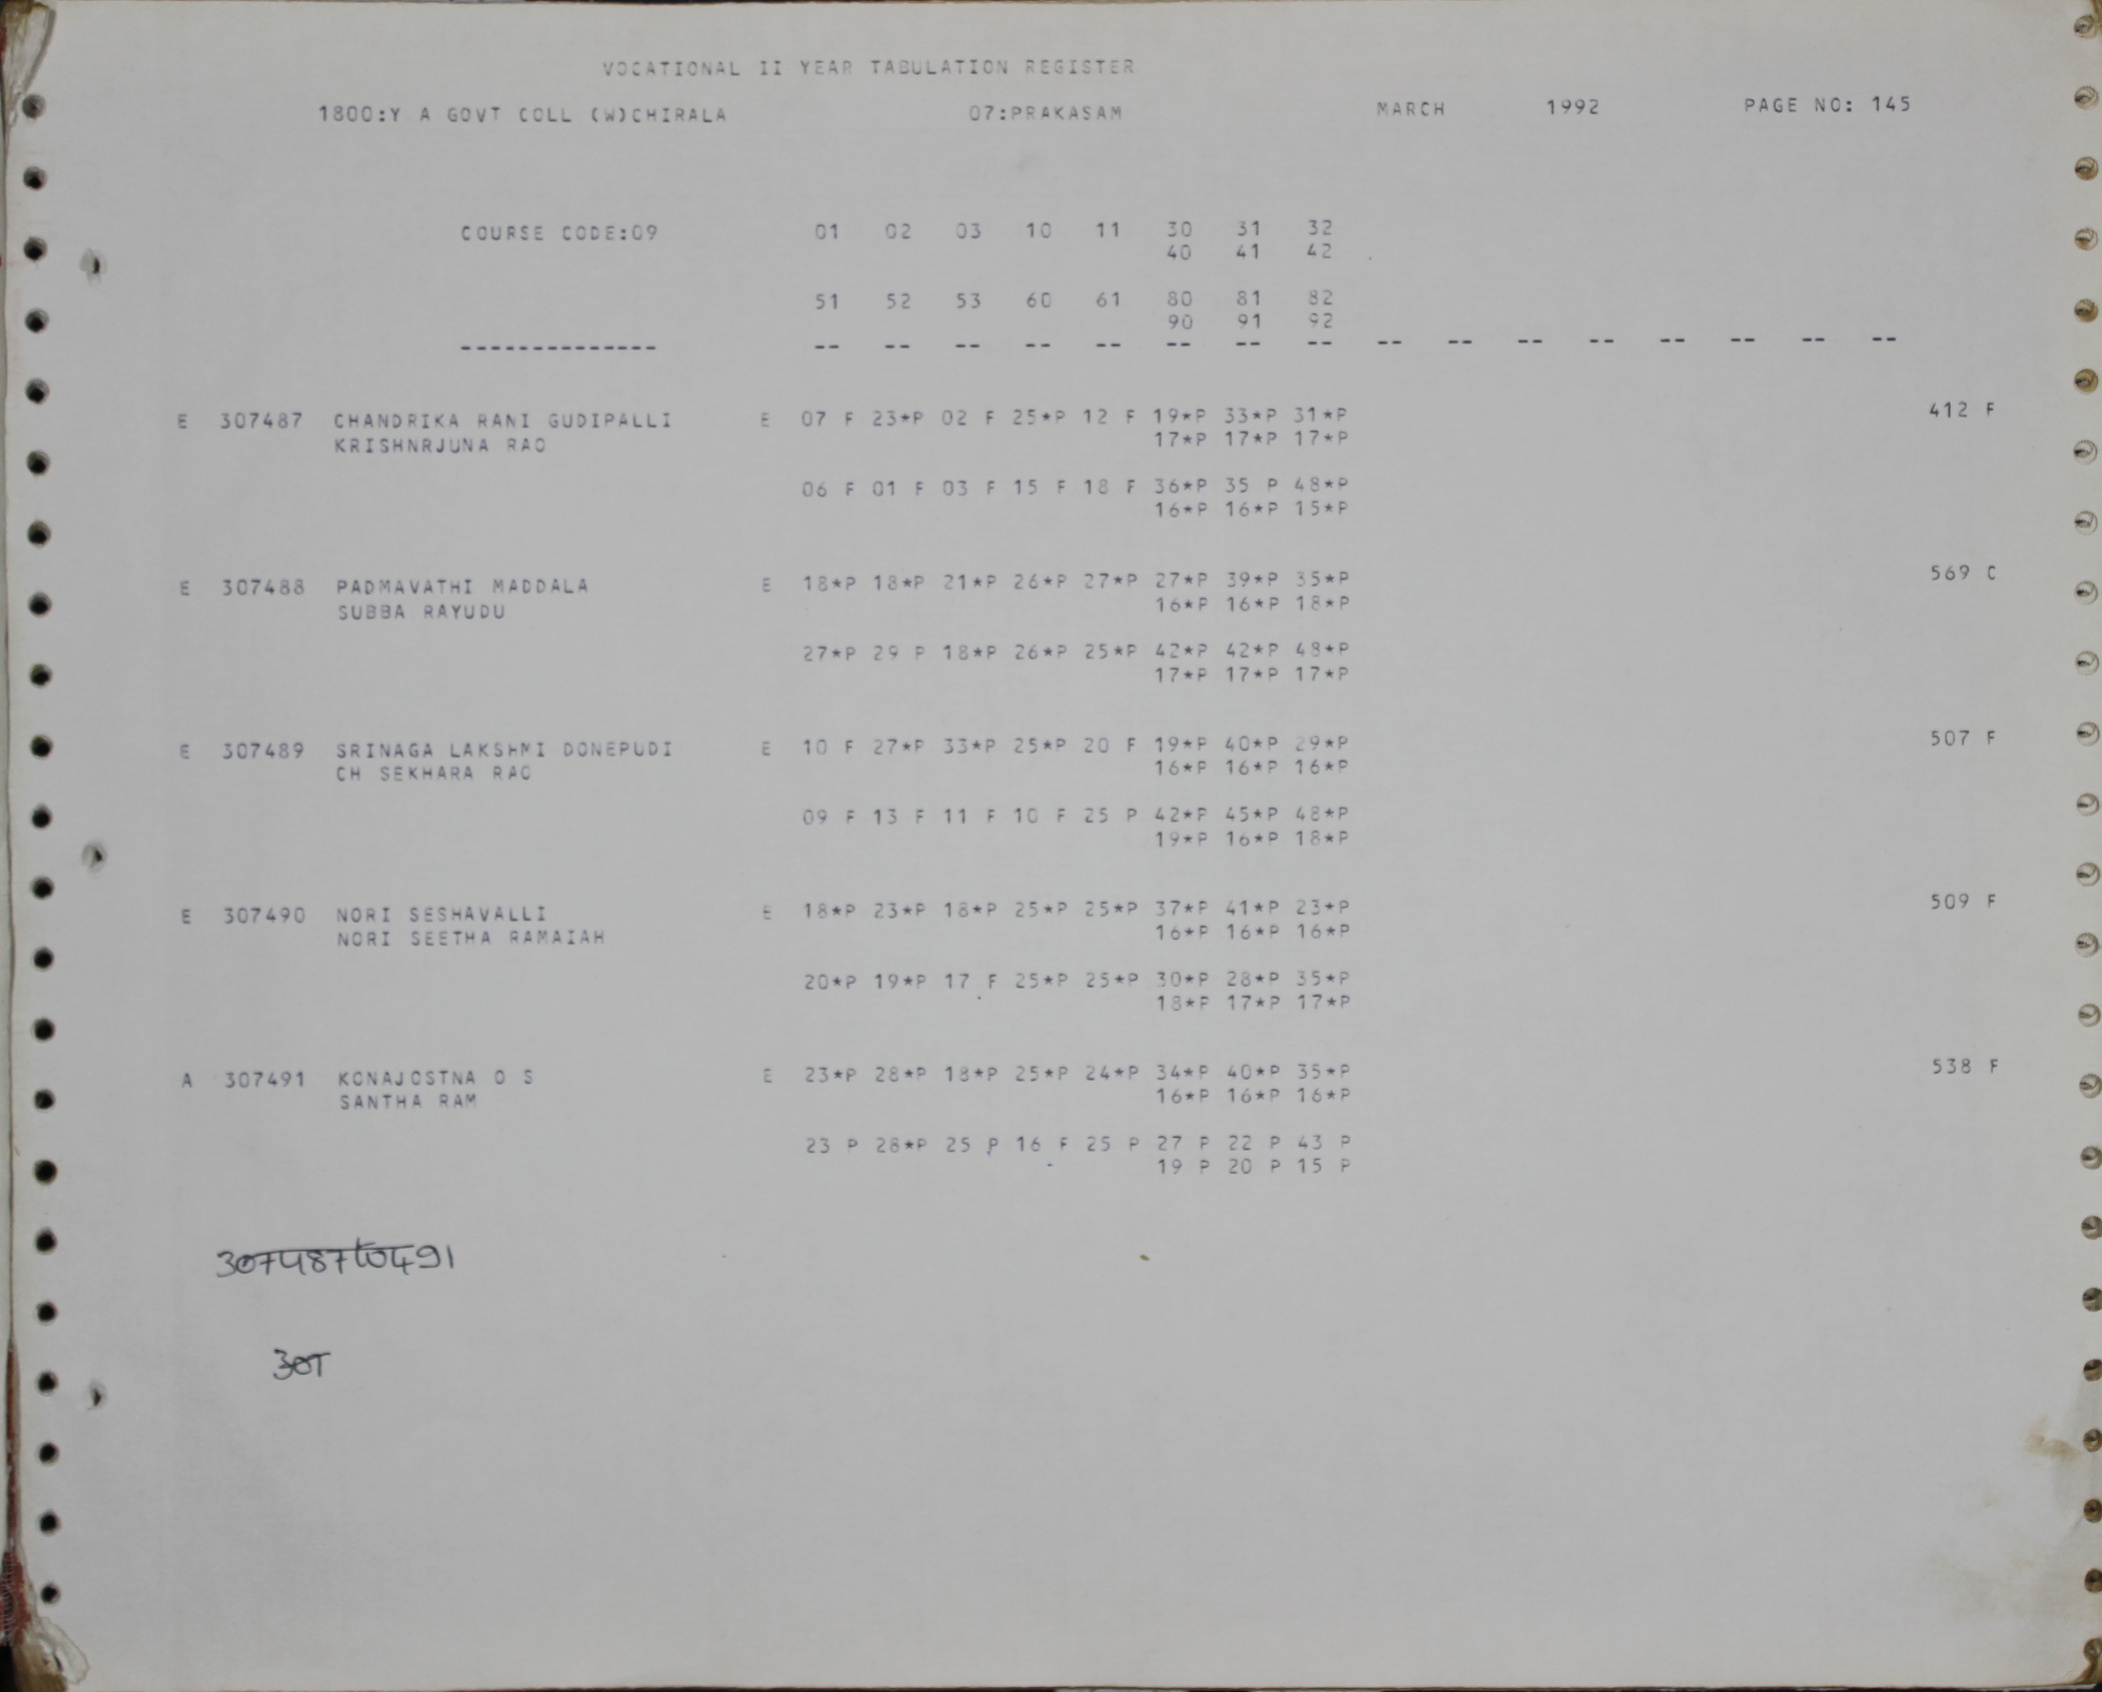 VOCATIONAL II YEAR TABULATION REGISTER
1800:Y A GOVT COLL (W)CHIRALA 07:PRAKASAM MARCH 1992 PAGE NO: 145
COURSE CODE:09 01 02 03 10 11 30 31 32
40 41 42
51 52 53 60 61 80 81 82
90 91 92
-------------- -- -- -- -- -- -- -- -- -- -- -- -- -- -- -- --
E 307487 CHANDRIKA RANI GUDIPALLI E 07 F 23*P 02 F 25*P 12 F 19*P 33*P 31*P 412 F
KRISHNRJUNA RAO 17*P 17*P 17*P
06 F 01 F 03 F 15 F 18 F 36*P 35 P 48*P
16*P 16*P 15*P
E 307488 PADMAVATHI MADDALA E 18*P 18*P 21*P 26*P 27*P 27*P 39*P 35*P 569 C
SUBBA RAYUDU 16*P 16*P 18*P
27*P 29 P 18*P 26*P 25*P 42*P 42*P 48*P
17*P 17*P 17*P
E 307489 SRINAGA LAKSHMI DONEPUDI E 10 F 27*P 33*P 25*P 20 F 19*P 40*P 29*P 507 F
CH SEKHARA RAO 16*P 16*P 16*P
09 F 13 F 11 F 10 F 25 P 42*P 45*P 48*P
19*P 16*P 18*P
E 307490 NORI SESHAVALLI E 18*P 23*P 18*P 25*P 25*P 37*P 41*P 23*P 509 F
NORI SEETHA RAMAIAH 16*P 16*P 16*P
20*P 19*P 17 F 25*P 25*P 30*P 28*P 35*P
18*P 17*P 17*P
A 307491 KONAJOSTNA O S E 23*P 28*P 18*P 25*P 24*P 34*P 40*P 35*P 538 F
SANTHA RAM 16*P 16*P 16*P
23 P 28*P 25 P 16 F 25 P 27 P 22 P 43 P
19 P 20 P 15 P
307487to491
307